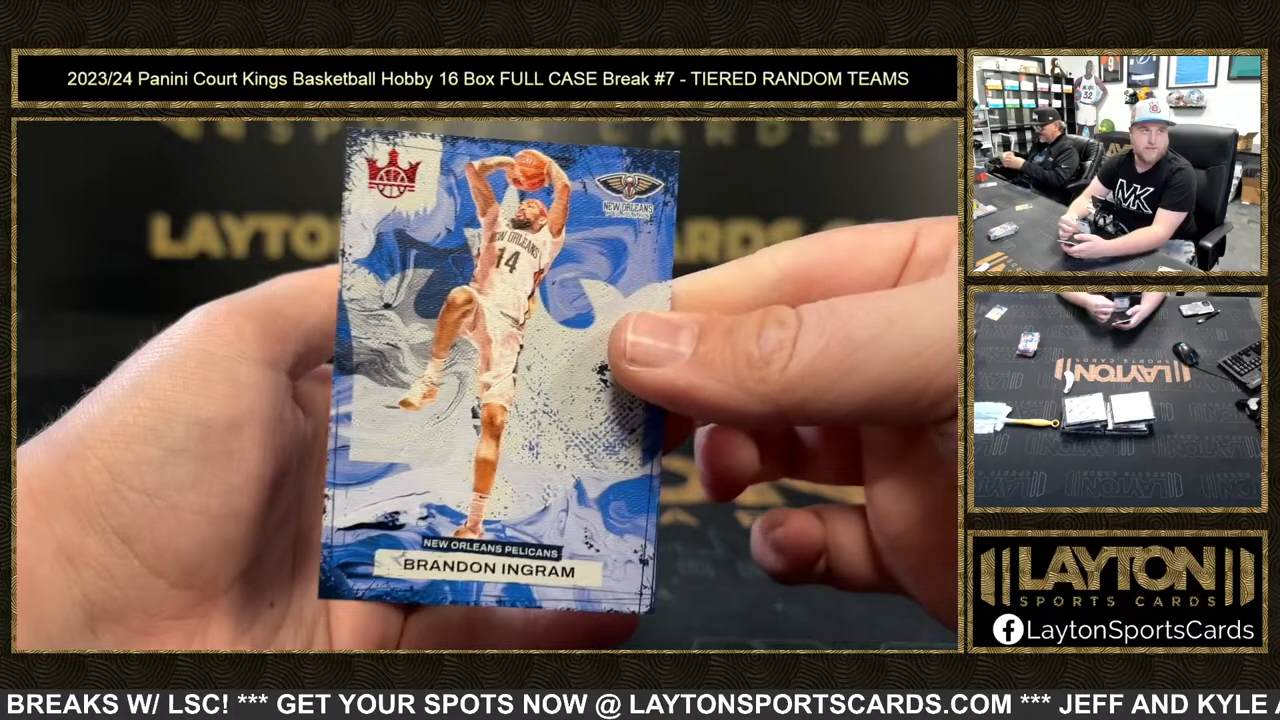 2023/24 Panini Court Kings Basketball Hobby 16 Box FULL CASE Break #7 - TIERED RANDOM TEAMS
NEW ORLEANS
NEW ORLEANS
14
NEW ORLEANS PELICANS
BRANDON INGRAM
MK
32
LAYTON
SPORTS CARDS
LaytonSportsCards
BREAKS W/ LSC! *** GET YOUR SPOTS NOW @ LAYTONSPORTSCARDS.COM *** JEFF AND KYLE